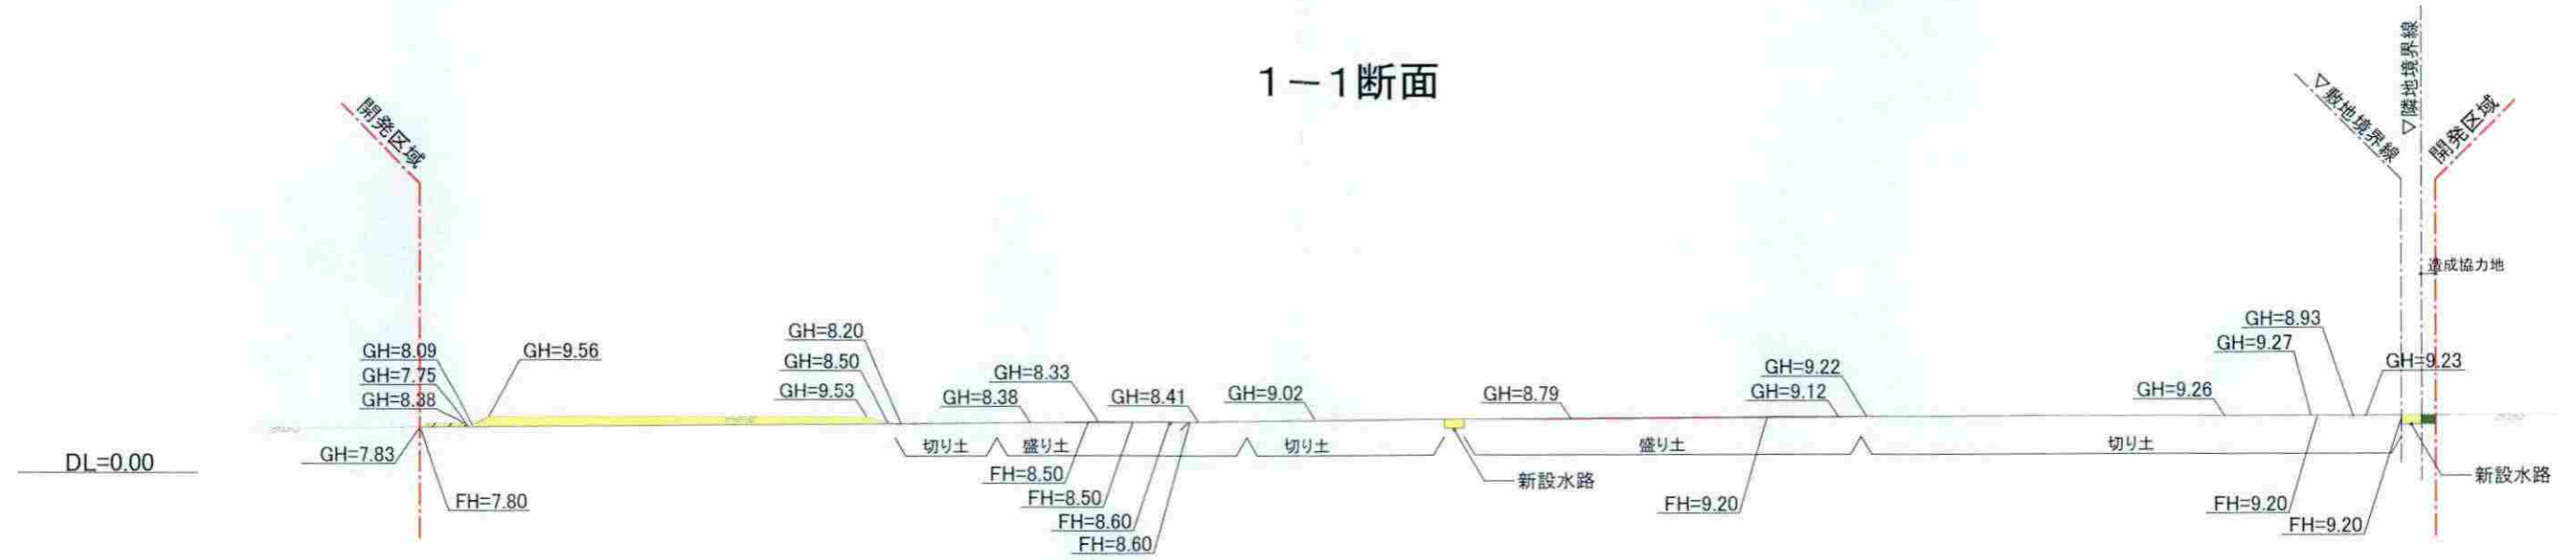 1－1断面
開発区域
▽敷地境界線
▽隣地境界線
開発区域
造成協力地
GH=8.09
GH=7.75
GH=8.38
GH=9.56
GH=8.20
GH=8.50
GH=9.53
GH=8.38
GH=8.33
GH=8.41
GH=9.02
GH=8.79
GH=9.22
GH=9.12
GH=9.26
GH=8.93
GH=9.27
GH=9.23
GH=7.83
DL=0.00
FH=7.80
切り土
盛り土
切り土
盛り土
切り土
FH=8.50
FH=8.50
FH=8.60
FH=8.60
新設水路
FH=9.20
FH=9.20
FH=9.20
新設水路